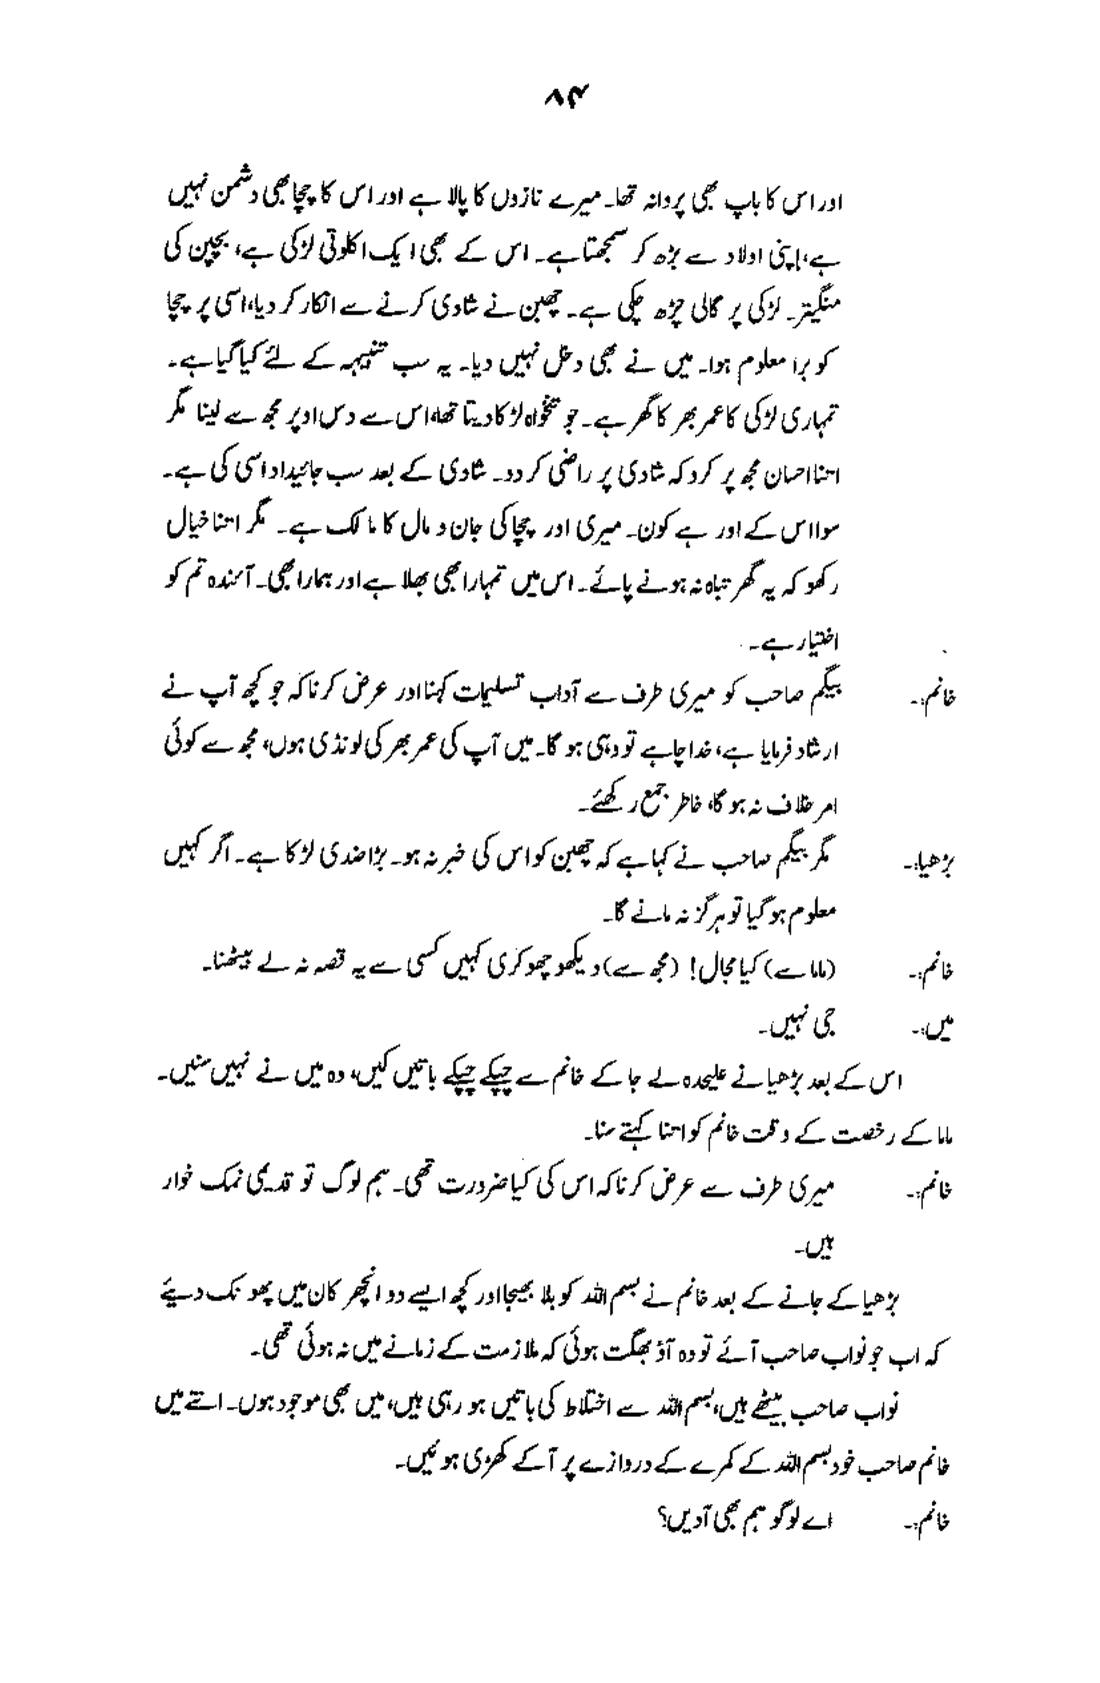 ۸۴
اور اس کا باپ بھی پروانہ تھا۔ میرے نازوں کا پالا ہے اور اس کا چچا بھی دشمن نہیں
ہے، اپنی اولاد سے بڑھ کر سمجھتا ہے۔ اس کے بھی ایک اکلوتی لڑکی ہے، بچپن کی
منگیتر۔ لڑکی پر گالی چڑھ چکی ہے۔ چھبن نے شادی کرنے سے انکار کر دیا، اسی پر چچا
کو برا معلوم ہوا۔ میں نے بھی دخل نہیں دیا۔ یہ سب تنبیہہ کے لئے کیا گیا ہے۔
تمہاری لڑکی کا عمر بھر کا گھر ہے۔ جو تنخواہ لڑکا دیتا تھا، اس سے دس اوپر مجھ سے لینا مگر
اتنا احسان مجھ پر کرو کہ شادی پر راضی کر دو۔ شادی کے بعد سب جائیداد اسی کی ہے۔
سوا اس کے اور ہے کون۔ میری اور چچا کی جان و مال کا مالک ہے۔ مگر اتنا خیال
رکھو کہ یہ گھر تباہ نہ ہونے پائے۔ اس میں تمہارا بھی بھلا ہے اور ہمارا بھی۔ آئندہ تم کو
اختیار ہے۔
خانم:۔ بیگم صاحب کو میری طرف سے آداب تسلیمات کہنا اور عرض کرنا کہ جو کچھ آپ نے
ارشاد فرمایا ہے، خدا چاہے تو وہی ہو گا۔ میں آپ کی عمر بھر کی لونڈی ہوں، مجھ سے کوئی
امر خلاف نہ ہو گا، خاطر جمع رکھئے۔
بڑھیا:۔ مگر بیگم صاحب نے کہا ہے کہ چھبن کو اس کی خبر نہ ہو۔ بڑا ضدی لڑکا ہے۔ اگر کہیں
معلوم ہو گیا تو ہرگز نہ مانے گا۔
خانم:۔ (ماما سے) کیا مجال! (مجھ سے) دیکھو چھوکری کہیں کسی سے یہ قصہ نہ لے بیٹھنا۔
میں:۔ جی نہیں۔
اس کے بعد بڑھیا نے علیحدہ لے جا کے خانم سے چپکے چپکے باتیں کیں، وہ میں نے نہیں سنیں۔
ماما کے رخصت کے وقت خانم کو اتنا کہتے سنا۔
خانم:۔ میری طرف سے عرض کرنا کہ اس کی کیا ضرورت تھی۔ ہم لوگ تو قدیمی نمک خوار
ہیں۔
بڑھیا کے جانے کے بعد خانم نے بسم اللہ کو بلا بھیجا اور کچھ ایسے دو انچھر کان میں پھونک دیئے
کہ اب جو نواب صاحب آئے تو وہ آؤ بھگت ہوئی کہ ملازمت کے زمانے میں نہ ہوئی تھی۔
نواب صاحب بیٹھے ہیں، بسم اللہ سے اختلاط کی باتیں ہو رہی ہیں، میں بھی موجود ہوں۔ اتنے میں
خانم صاحب خود بسم اللہ کے کمرے کے دروازے پر آ کے کھڑی ہوئیں۔
خانم:۔ اے لوگو ہم بھی آویں؟